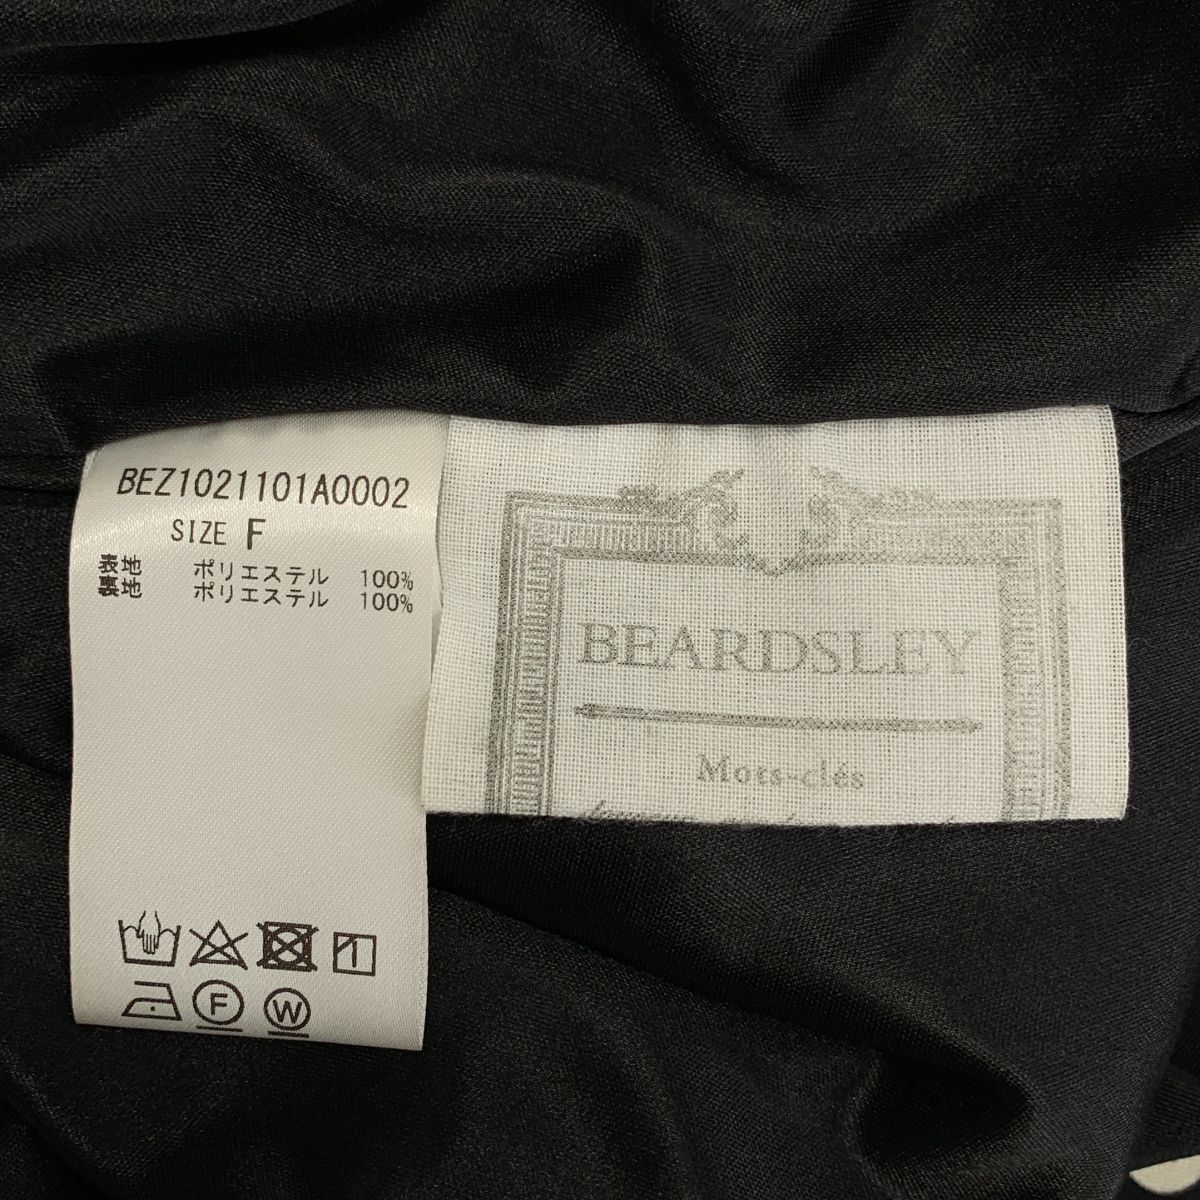 BEZ1021101A0002
SIZE F
表地 ポリエステル 100%
裏地 ポリエステル 100%
F W
BEARDSLEY
Mots-clés